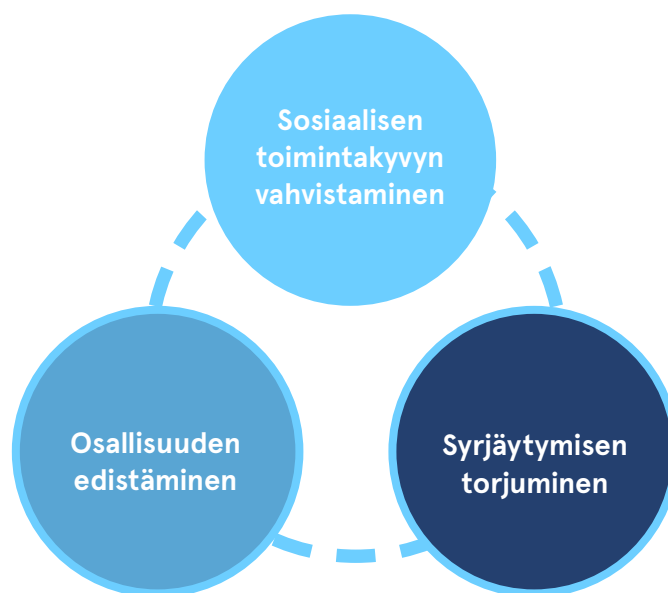 Sosiaalisen
toimintakyvyn
vahvistaminen
Osallisuuden
edistäminen
Syrjäytymisen
torjuminen